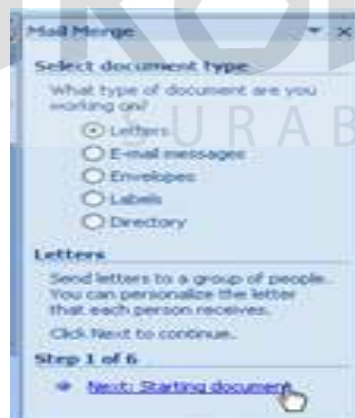 Mail Merge
Select document type
What type of document are you
working on?
Letters
E-mail messages
Envelopes
Labels
Directory
Letters
Send letters to a group of people.
You can personalize the letter
that each person receives.
Click Next to continue.
Step 1 of 6
Next: Starting document
SURAB